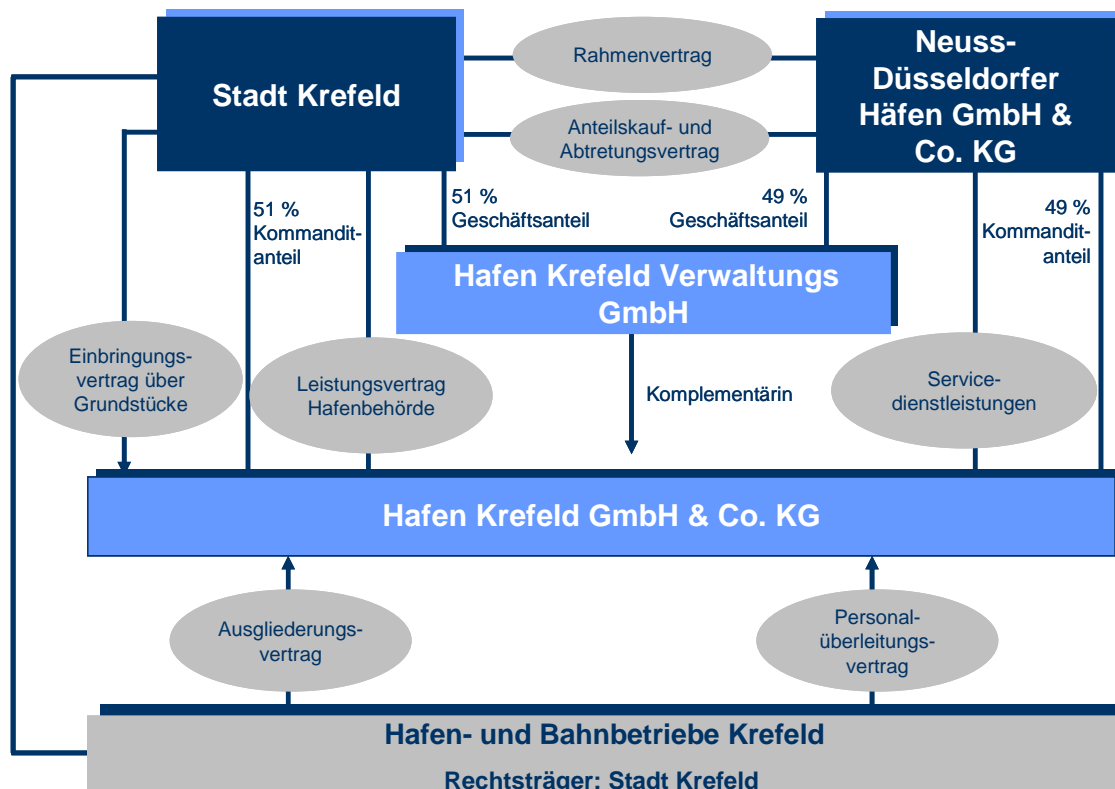 Stadt Krefeld
Rahmenvertrag
Anteilskauf- und
Abtretungsvertrag
Neuss-
Düsseldorfer
Häfen GmbH &
Co. KG
51 %
Kommandit-
anteil
51 %
Geschäftsanteil
49 %
Geschäftsanteil
49 %
Kommandit-
anteil
Hafen Krefeld Verwaltungs
GmbH
Einbringungs-
vertrag über
Grundstücke
Leistungsvertrag
Hafenbehörde
Komplementärin
Service-
dienstleistungen
Hafen Krefeld GmbH & Co. KG
Ausgliederungs-
vertrag
Personal-
überleitungs-
vertrag
Hafen- und Bahnbetriebe Krefeld
Rechtsträger: Stadt Krefeld